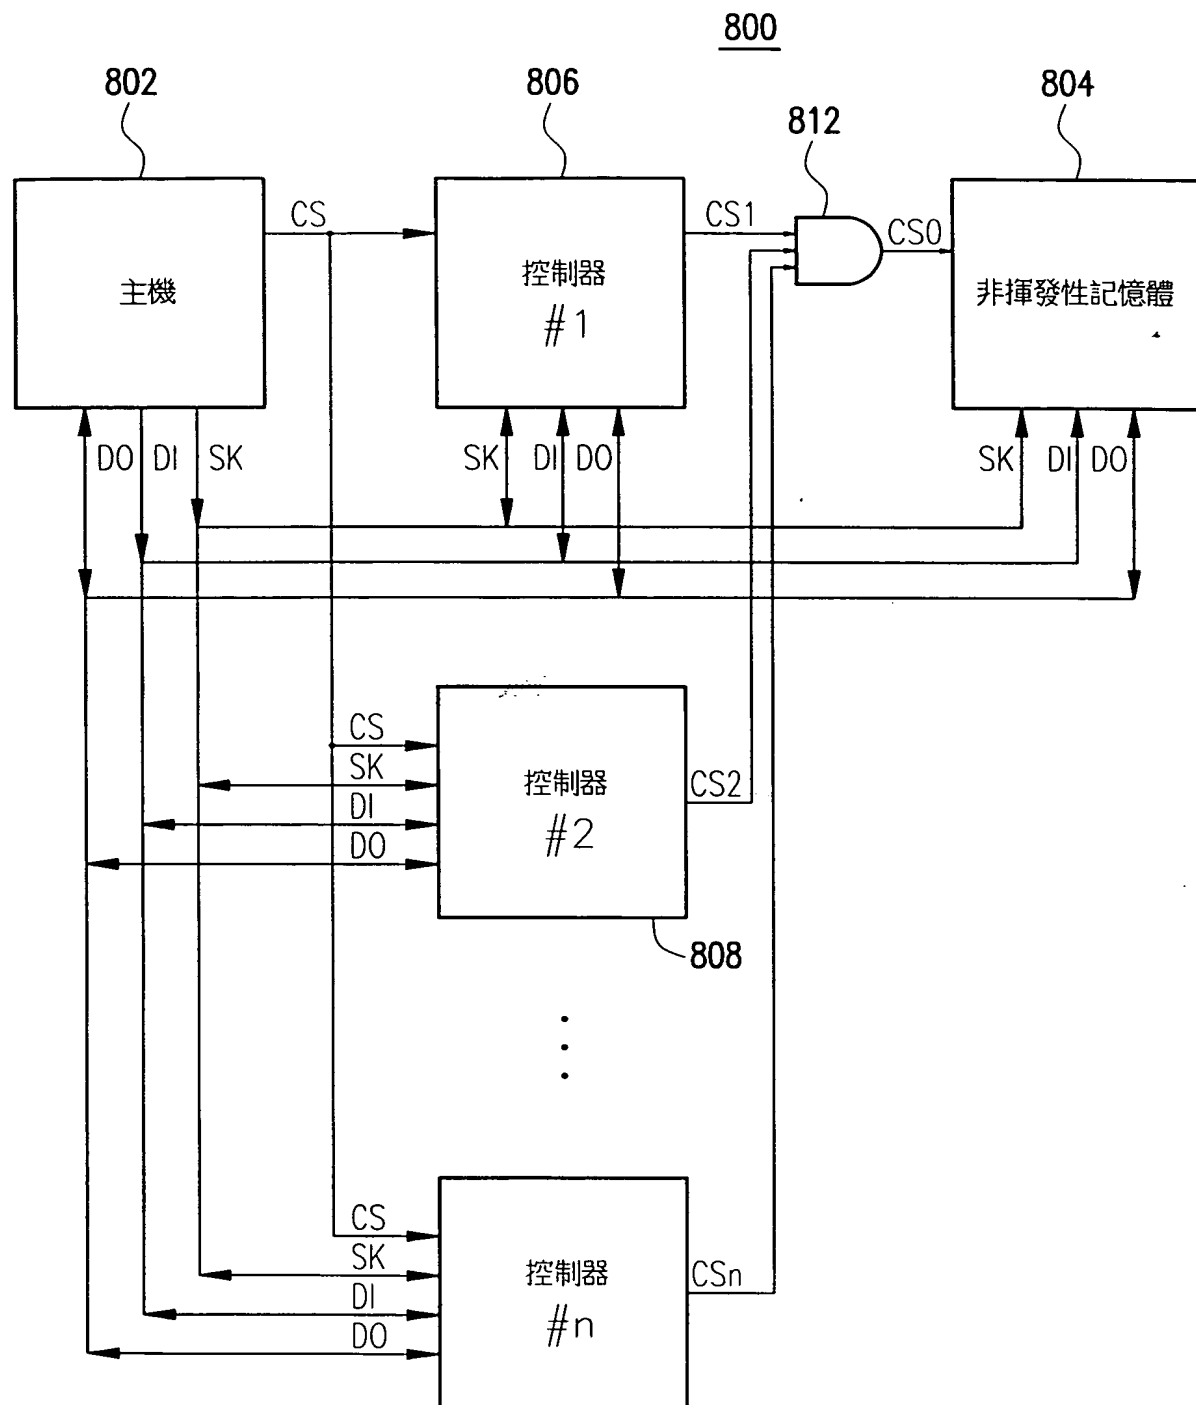 800
802
806
804
812
CS
CS1
CS0
主機
控制器
#1
非揮發性記憶體
DO DI SK
SK DI DO
SK DI DO
CS
SK
DI
DO
控制器
#2
CS2
808
CS
SK
DI
DO
控制器
#n
CSn